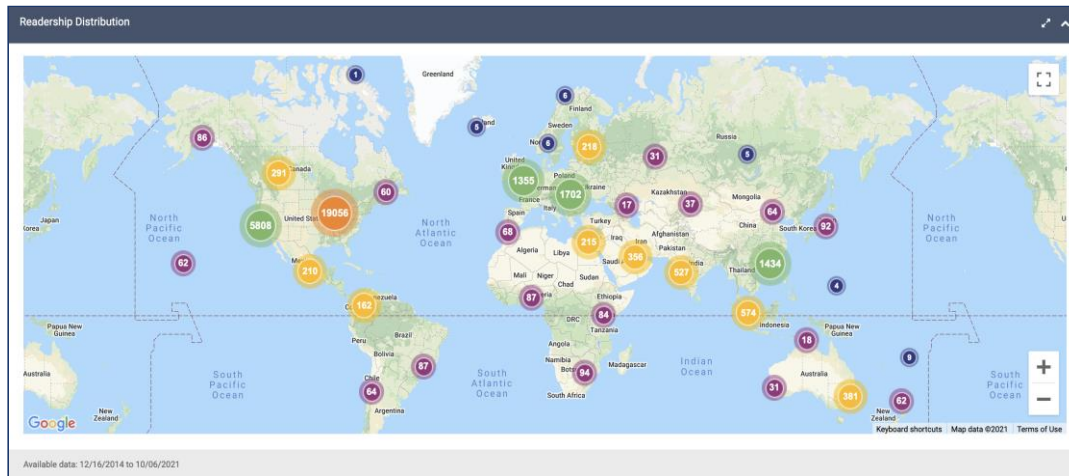 Readership Distribution
Greenland
1
6
Finland
5
Sweden
6
218
Russia
86
31
5
United
Poland
1355
1702
Ukraine
291
60
France
Italy
Kazakhstan
Mongolia
17
37
64
19056
5808
Spain
Turkey
China
South Korea
92
Japan
North
Pacific
Ocean
North
Atlantic
Ocean
68
Algeria
Libya
215
Iraq
Iran
Afghanistan
Pakistan
356
527
1434
Thailand
North
Pacific
Ocean
62
210
Mali
Niger
Chad
Sudan
4
162
87
Ethiopia
84
DRC
Tanzania
574
Indonesia
Papua New
Guinea
Peru
Brazil
Bolivia
Angola
Namibia
Madagascar
18
Papua New
Guinea
9
87
94
31
Australia
Australia
381
Chile
64
South
Pacific
Ocean
South
Atlantic
Ocean
South Africa
Indian
Ocean
62
South
Pacific
Ocean
Argentina
New
Zealand
New
Zealand
Google
Keyboard shortcuts
Map data ©2021
Terms of Use
Available data: 12/16/2014 to 10/06/2021